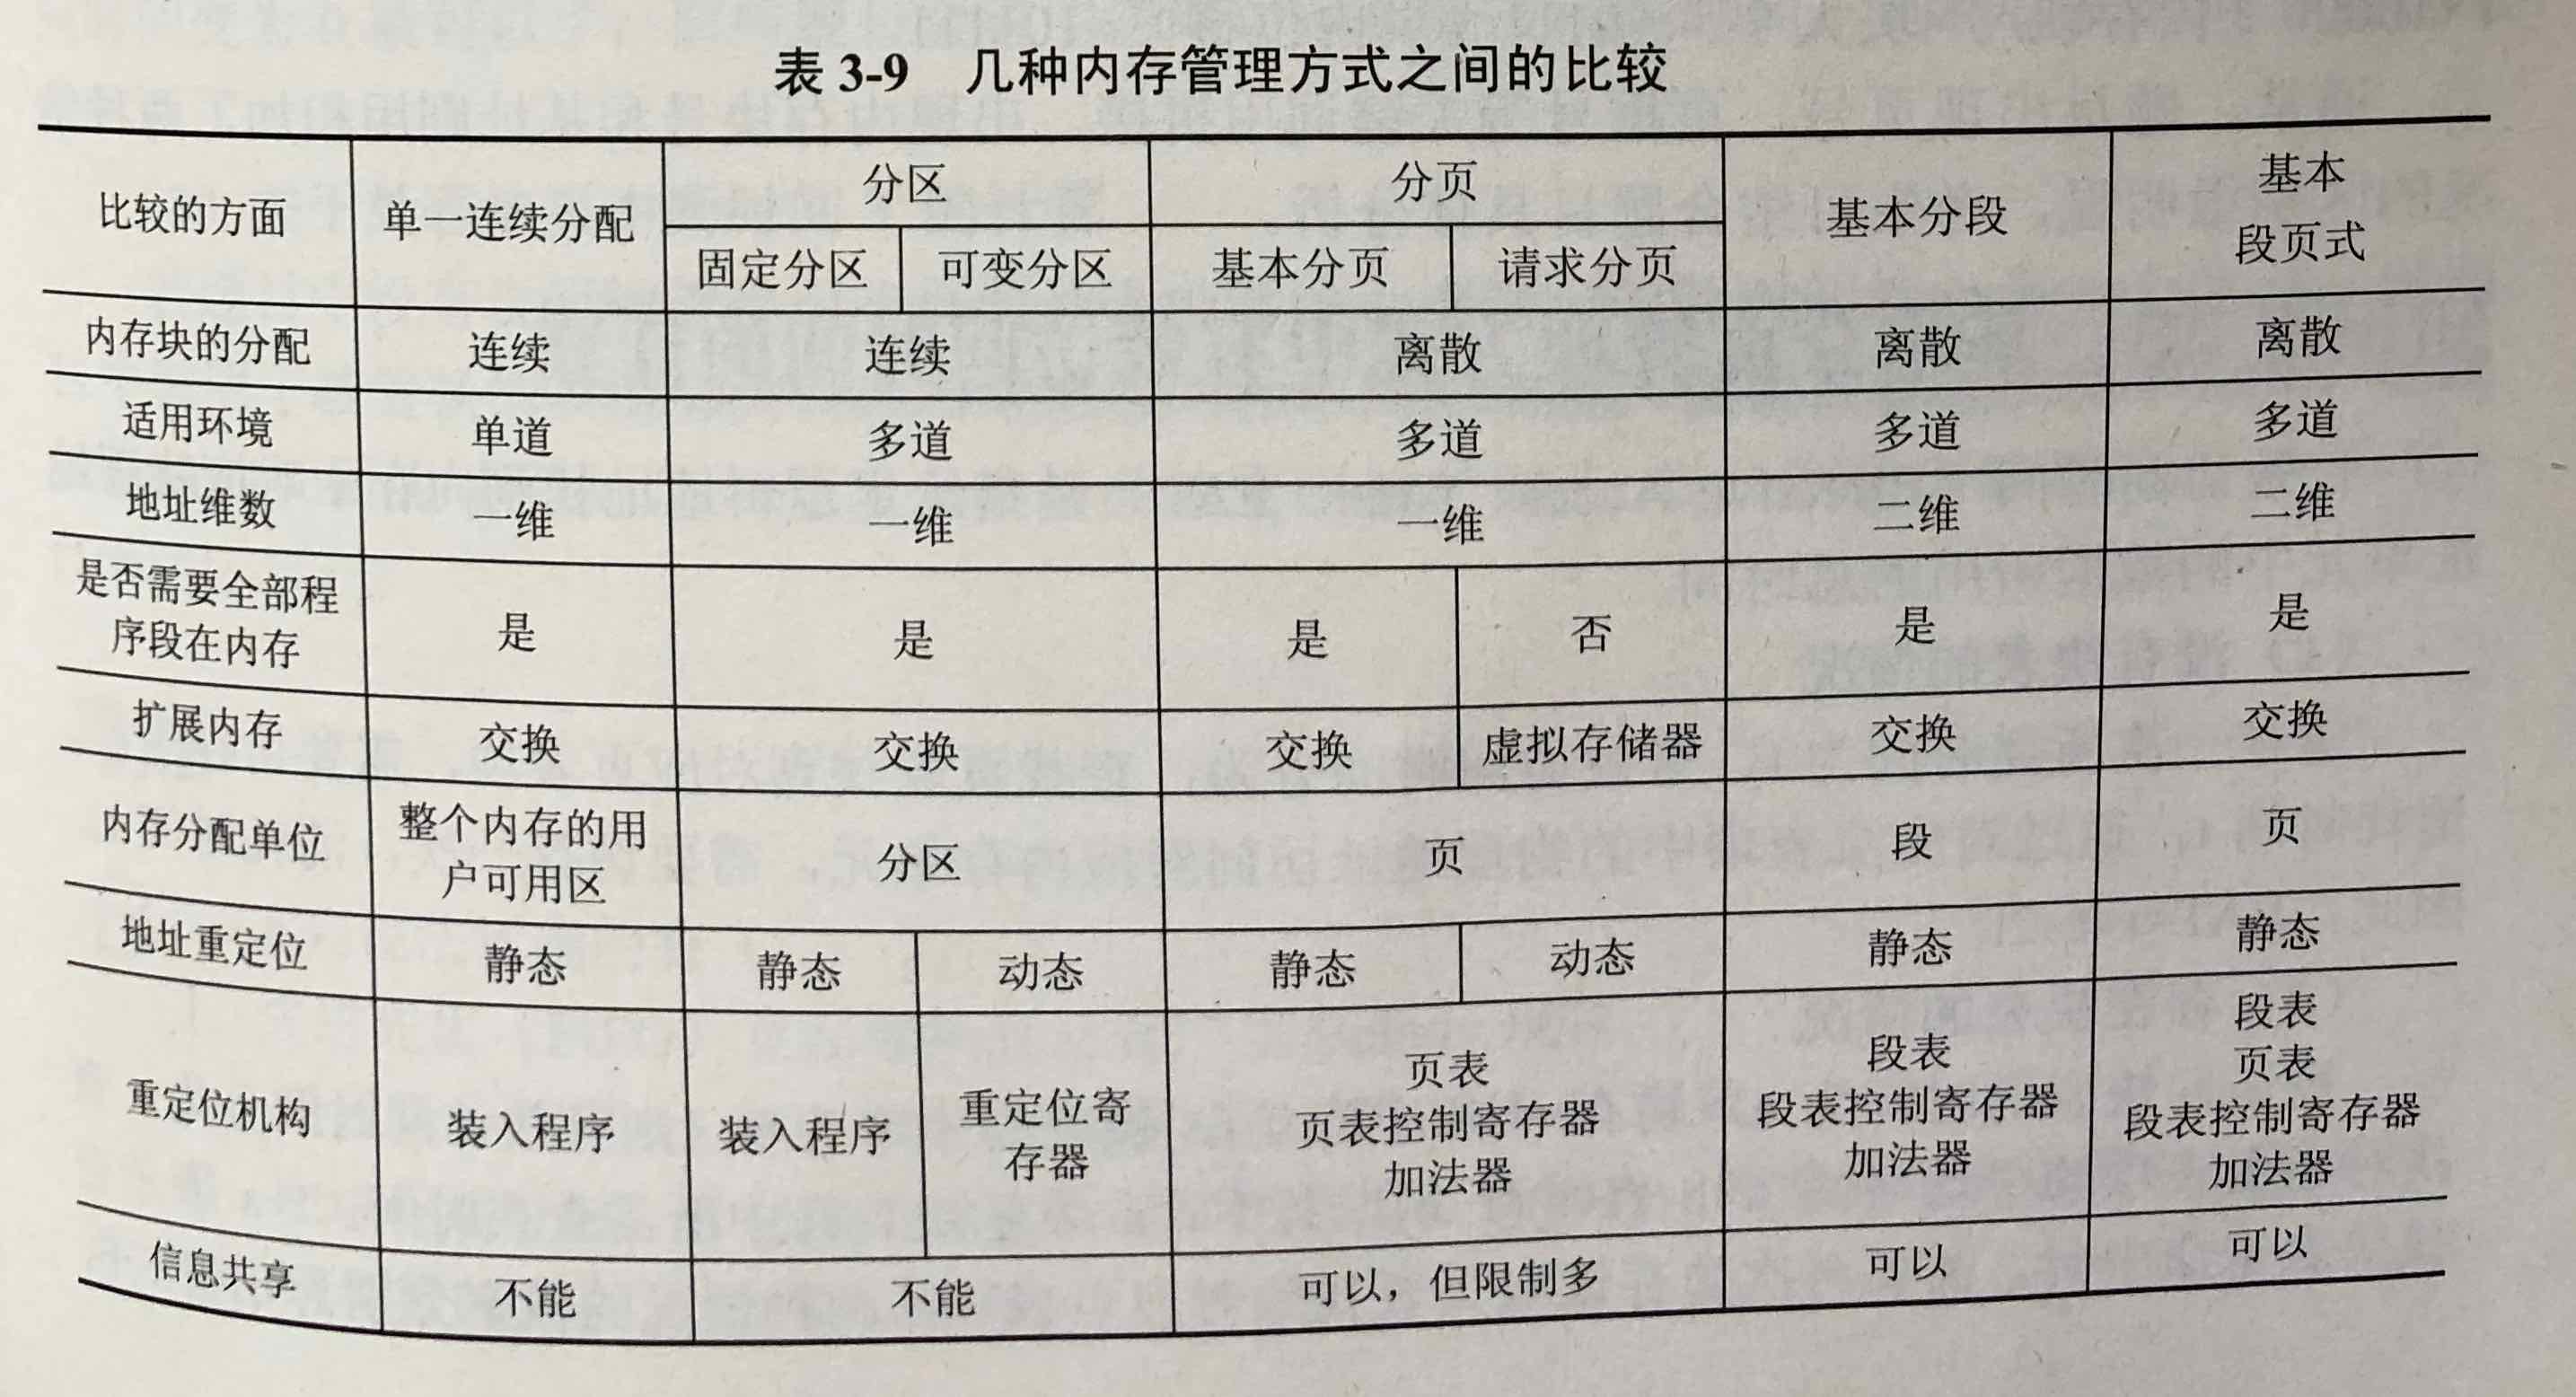 表 3-9 几种内存管理方式之间的比较
比较的方面 单一连续分配 分区 分页 基本分段 基本
段页式
固定分区 可变分区 基本分页 请求分页
内存块的分配 连续 连续 离散 离散 离散
适用环境 单道 多道 多道 多道 多道
地址维数 一维 一维 一维 二维 二维
是否需要全部程
序段在内存 是 是 是 否 是 是
扩展内存 交换 交换 交换 虚拟存储器 交换 交换
内存分配单位 整个内存的用
户可用区 分区 页 段 页
地址重定位 静态 静态 动态 静态 动态 静态 静态
重定位机构 装入程序 装入程序 重定位寄
存器
页表
页表控制寄存器
加法器
段表
段表控制寄存器
加法器
段表
页表
段表控制寄存器
加法器
信息共享 不能 不能 可以，但限制多 可以 可以